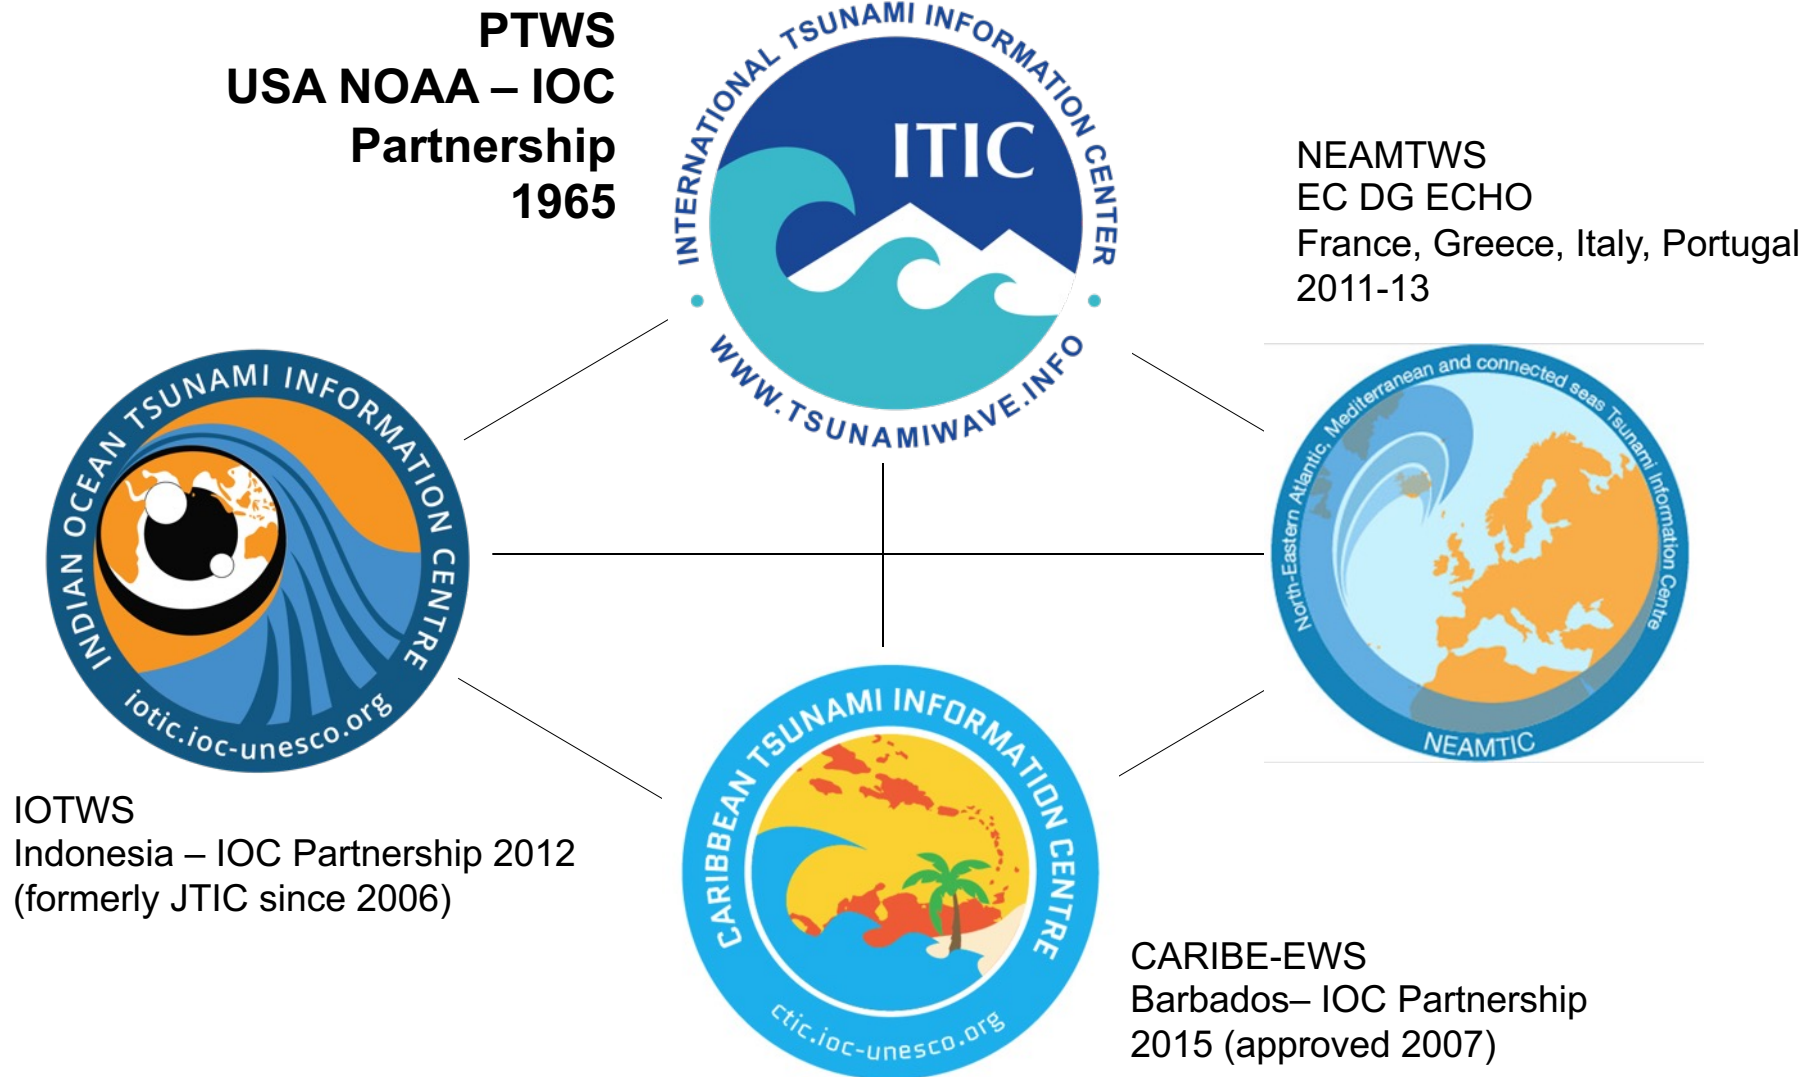 PTWS
USA NOAA – IOC
Partnership
1965
INTERNATIONAL TSUNAMI INFORMATION CENTER
ITIC
WWW.TSUNAMIWAVE.INFO
NEAMTWS
EC DG ECHO
France, Greece, Italy, Portugal
2011-13
INDIAN OCEAN TSUNAMI INFORMATION CENTRE
iotic.ioc-unesco.org
North-Eastern Atlantic, Mediterranean and connected seas Tsunami Information Centre
NEAMTIC
IOTWS
Indonesia – IOC Partnership 2012
(formerly JTIC since 2006)
CARIBBEAN TSUNAMI INFORMATION CENTRE
ctic.ioc-unesco.org
CARIBE-EWS
Barbados– IOC Partnership
2015 (approved 2007)